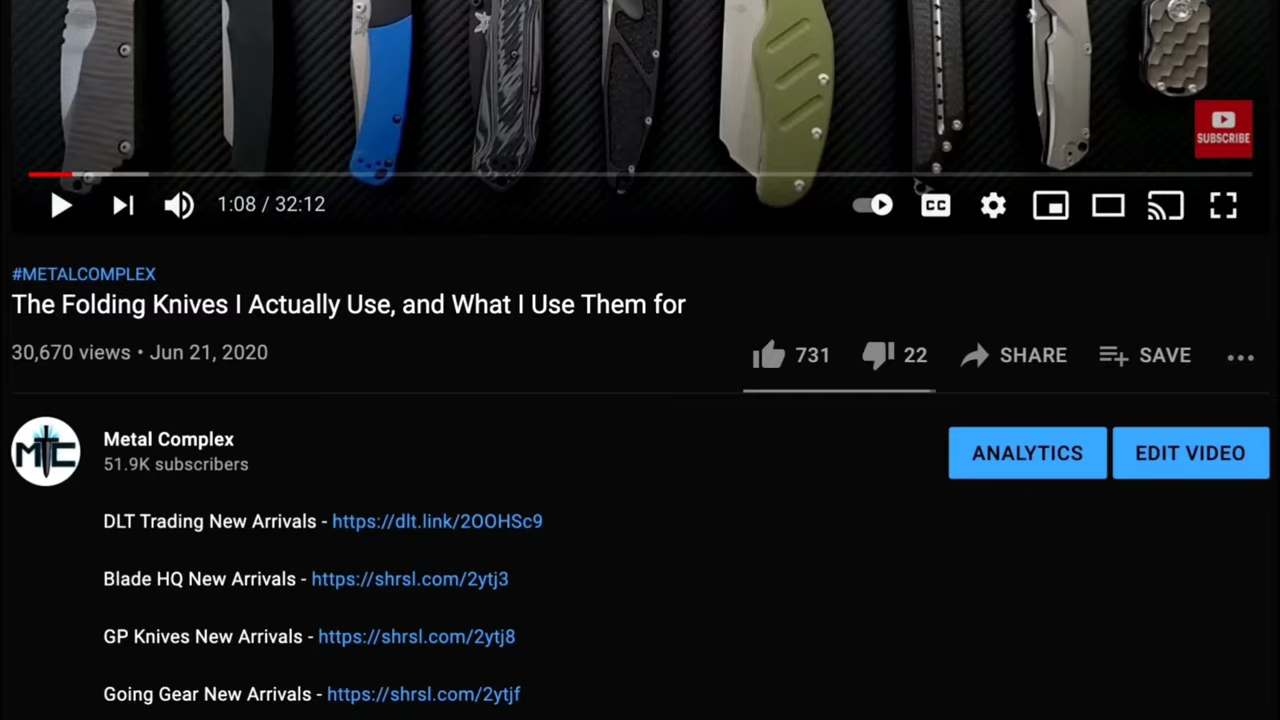 SUBSCRIBE
1:08 / 32:12
CC
#METALCOMPLEX
The Folding Knives I Actually Use, and What I Use Them for
30,670 views • Jun 21, 2020
731
22
SHARE
SAVE
MTC
Metal Complex
51.9K subscribers
ANALYTICS
EDIT VIDEO
DLT Trading New Arrivals - https://dlt.link/2OOHSc9
Blade HQ New Arrivals - https://shrsl.com/2ytj3
GP Knives New Arrivals - https://shrsl.com/2ytj8
Going Gear New Arrivals - https://shrsl.com/2ytjf